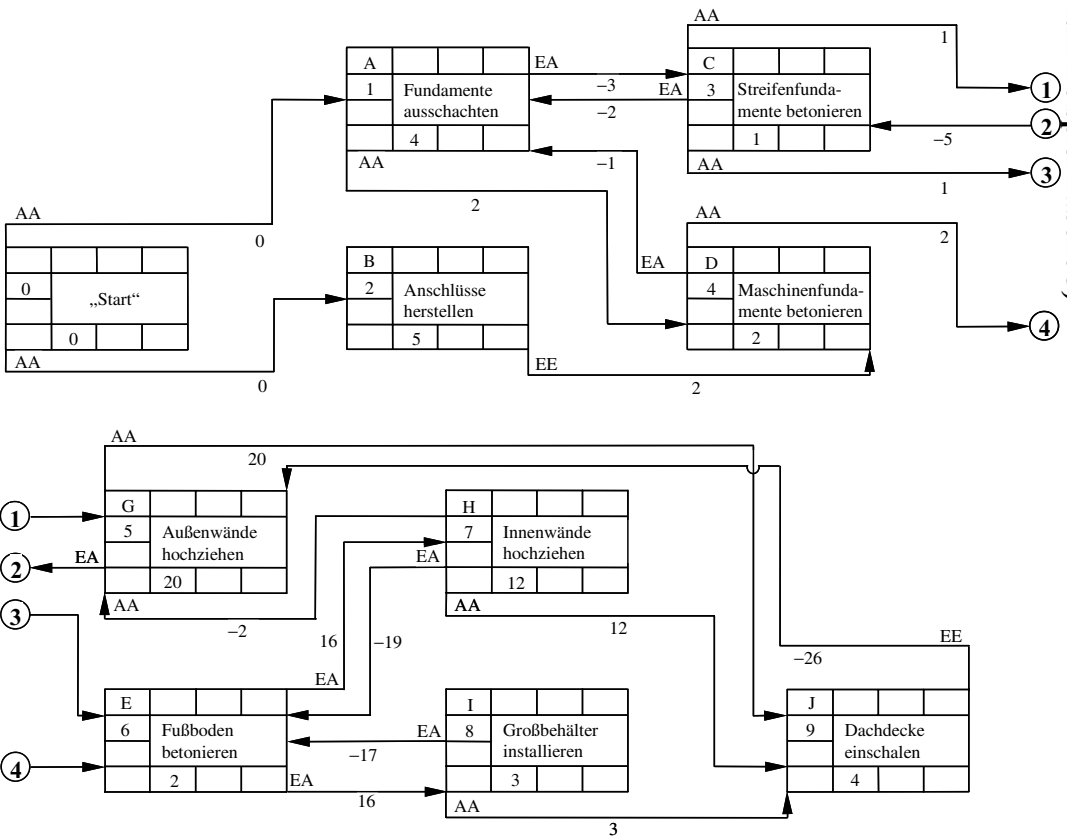 AA
1
A
EA
C
1
Fundamente
ausschachten
−3
EA
3
Streifenfunda-
mente betonieren
1
−2
2
−5
4
1
AA
−1
AA
3
1
2
AA
AA
2
0
B
EA
D
0
„Start“
2
Anschlüsse
herstellen
4
Maschinenfunda-
mente betonieren
4
0
5
2
AA
EE
0
2
AA
20
G
H
1
5
Außenwände
hochziehen
7
Innenwände
hochziehen
2
EA
EA
20
12
AA
AA
3
−2
12
16
−19
EE
−26
EA
E
I
J
6
Fußboden
betonieren
EA
8
Großbehälter
installieren
9
Dachdecke
einschalen
−17
4
2
EA
3
4
16
AA
3